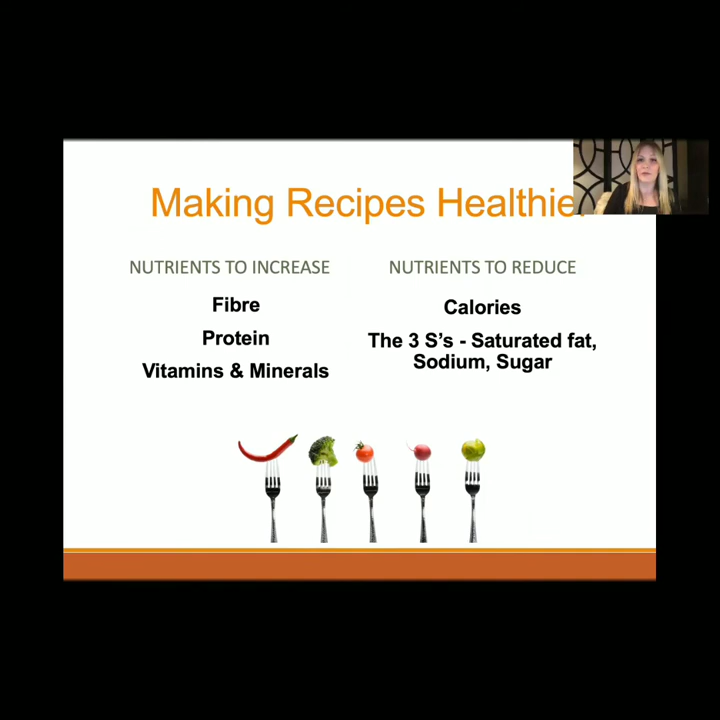 Making Recipes Healthie
NUTRIENTS TO INCREASE
Fibre
Protein
Vitamins & Minerals
NUTRIENTS TO REDUCE
Calories
The 3 S's - Saturated fat,
Sodium, Sugar